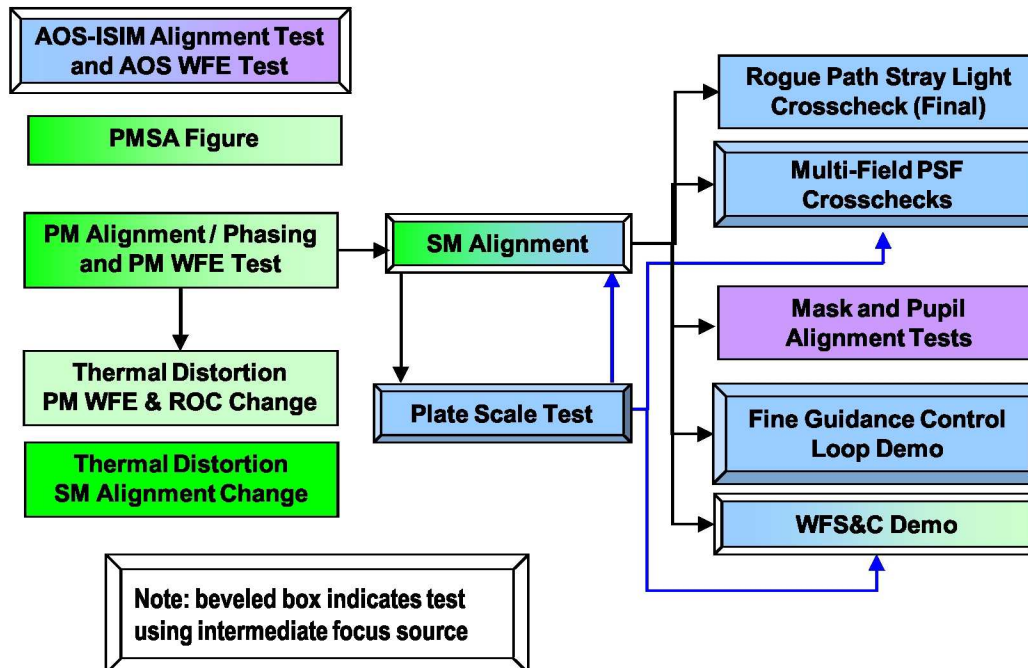 AOS-ISIM Alignment Test
and AOS WFE Test
PMSA Figure
PM Alignment / Phasing
and PM WFE Test
Thermal Distortion
PM WFE & ROC Change
Thermal Distortion
SM Alignment Change
SM Alignment
Plate Scale Test
Rogue Path Stray Light
Crosscheck (Final)
Multi-Field PSF
Crosschecks
Mask and Pupil
Alignment Tests
Fine Guidance Control
Loop Demo
WFS&C Demo
Note: beveled box indicates test
using intermediate focus source